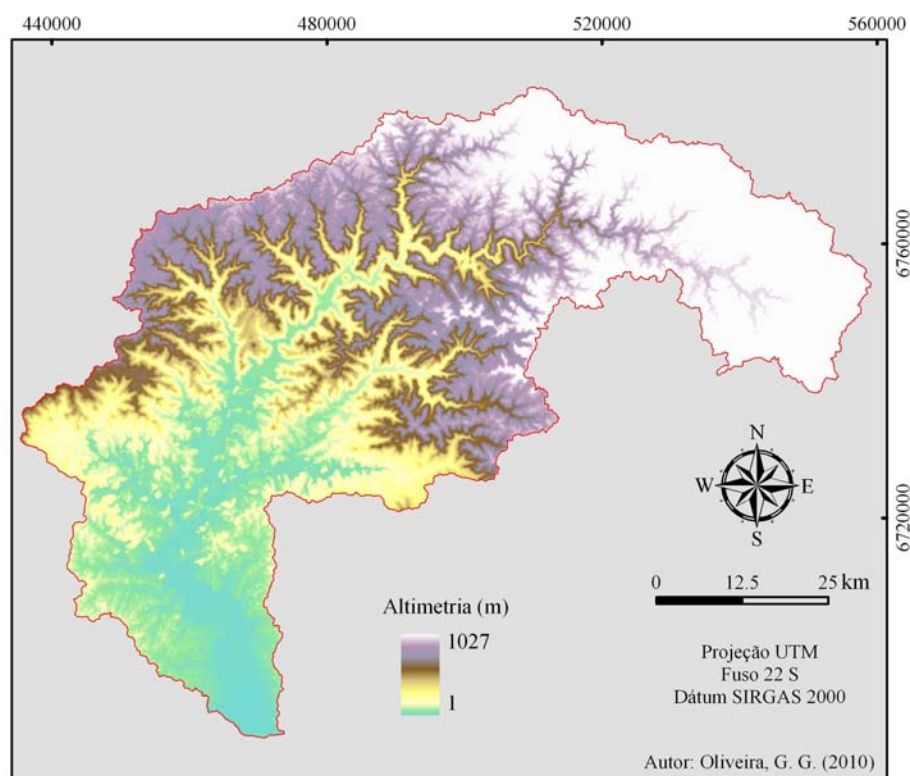 440000 480000 520000 560000
6760000
N
W E
S
6720000
0 12.5 25 km
Altimetria (m)
1027
1
Projeção UTM
Fuso 22 S
Dátum SIRGAS 2000
Autor: Oliveira, G. G. (2010)